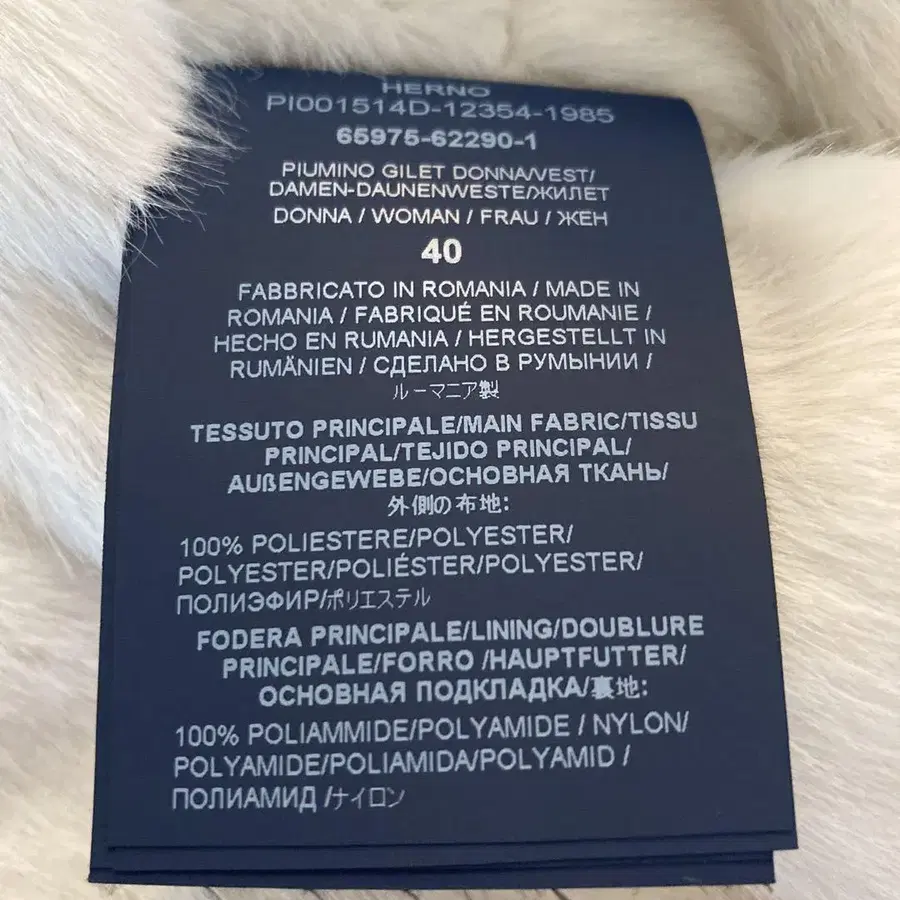 HERNO
PI001514D-12354-1985
65975-62290-1
PIUMINO GILET DONNA/VEST/
DAMEN-DAUNENWESTE/ЖИЛЕТ
DONNA / WOMAN / FRAU / ЖЕН
40
FABBRICATO IN ROMANIA / MADE IN
ROMANIA / FABRIQUÉ EN ROUMANIE /
HECHO EN RUMANIA / HERGESTELLT IN
RUMÄNIEN / СДЕЛАНО В РУМЫНИИ /
ルーマニア製
TESSUTO PRINCIPALE/MAIN FABRIC/TISSU
PRINCIPAL/TEJIDO PRINCIPAL/
AUßENGEWEBE/ОСНОВНАЯ ТКАНЬ/
外側の布地:
100% POLIESTERE/POLYESTER/
POLYESTER/POLIÉSTER/POLYESTER/
ПОЛИЭФИР/ポリエステル
FODERA PRINCIPALE/LINING/DOUBLURE
PRINCIPALE/FORRO /HAUPTFUTTER/
ОСНОВНАЯ ПОДКЛАДКА/裏地:
100% POLIAMMIDE/POLYAMIDE / NYLON/
POLYAMIDE/POLIAMIDA/POLYAMID /
ПОЛИАМИД /ナイロン